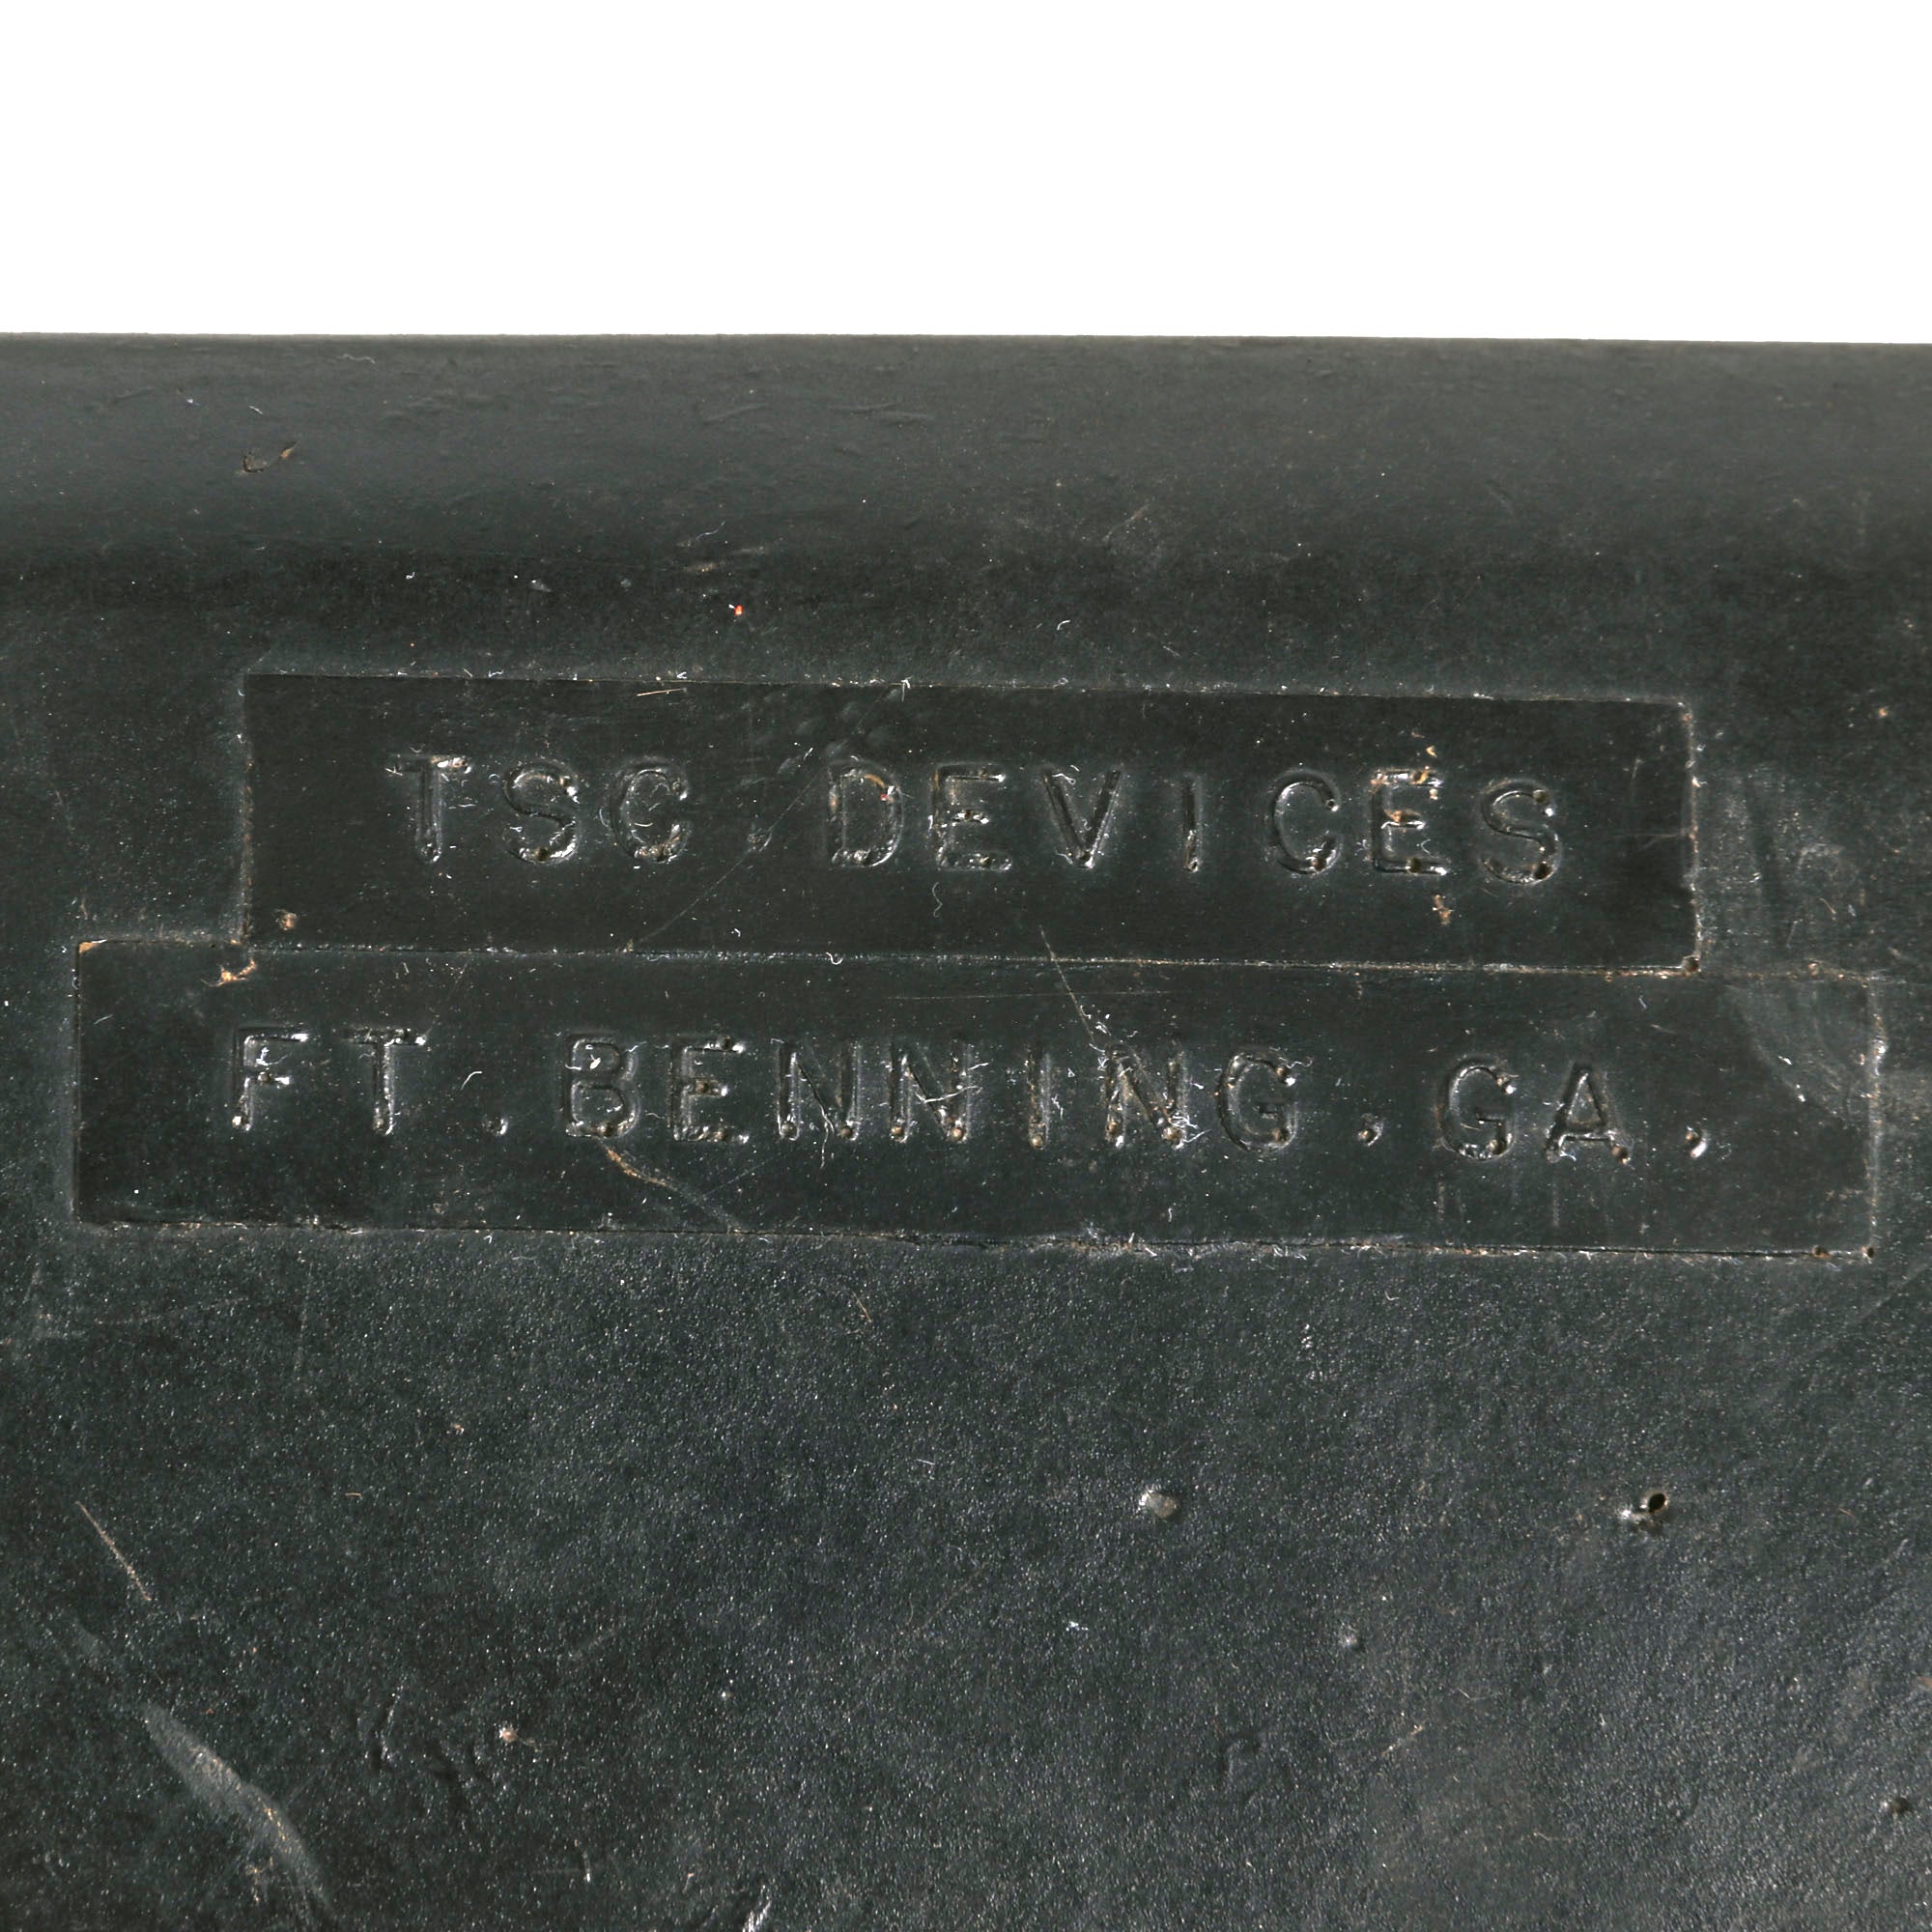 TSC DEVICES
FT. BENNING, GA,